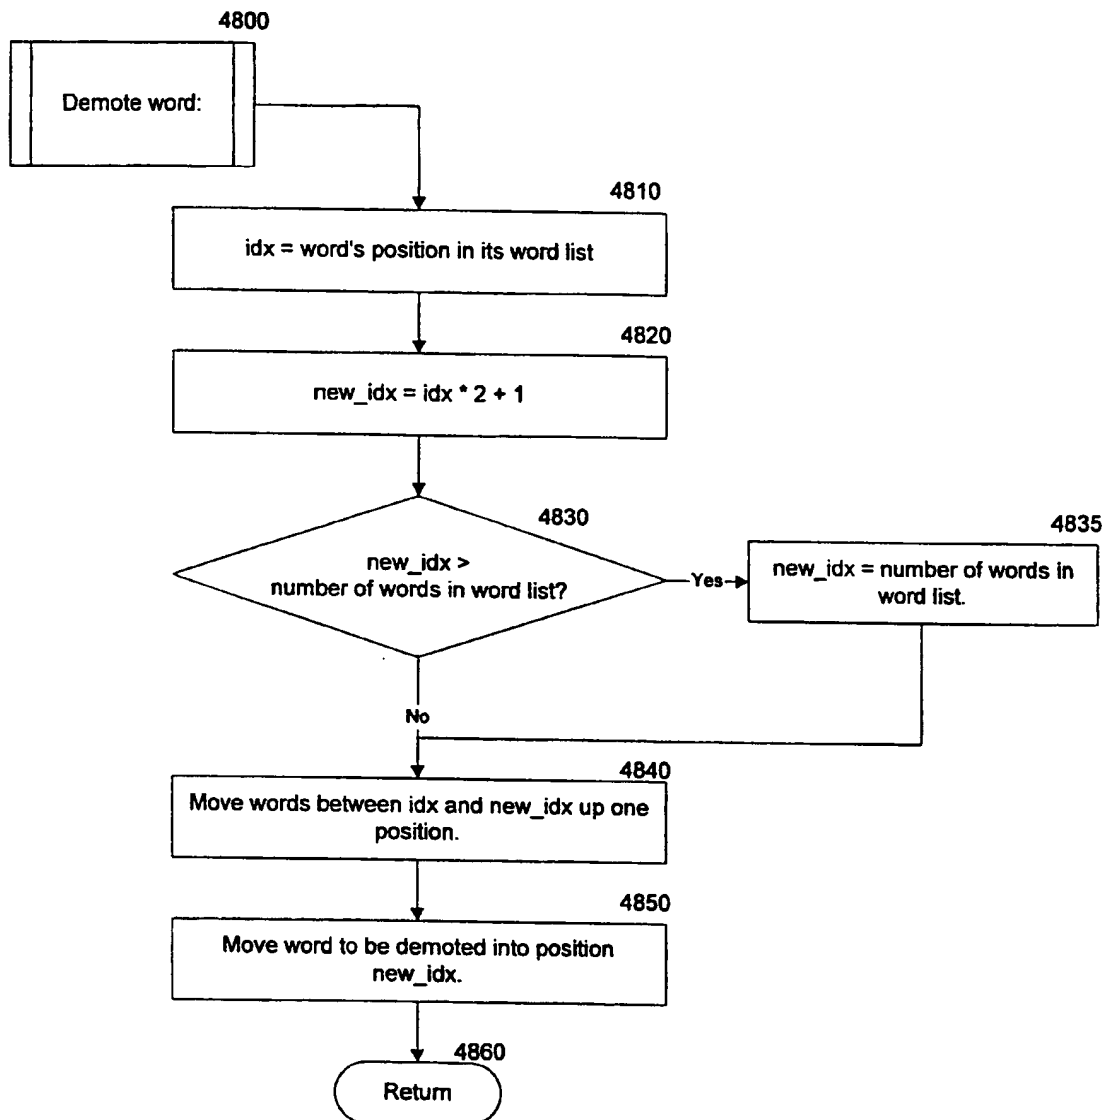 4800
Demote word:
4810
idx = word's position in its word list
4820
new_idx = idx * 2 + 1
4830
new_idx >
number of words in word list?
Yes
4835
new_idx = number of words in
word list.
No
4840
Move words between idx and new_idx up one
position.
4850
Move word to be demoted into position
new_idx.
4860
Return